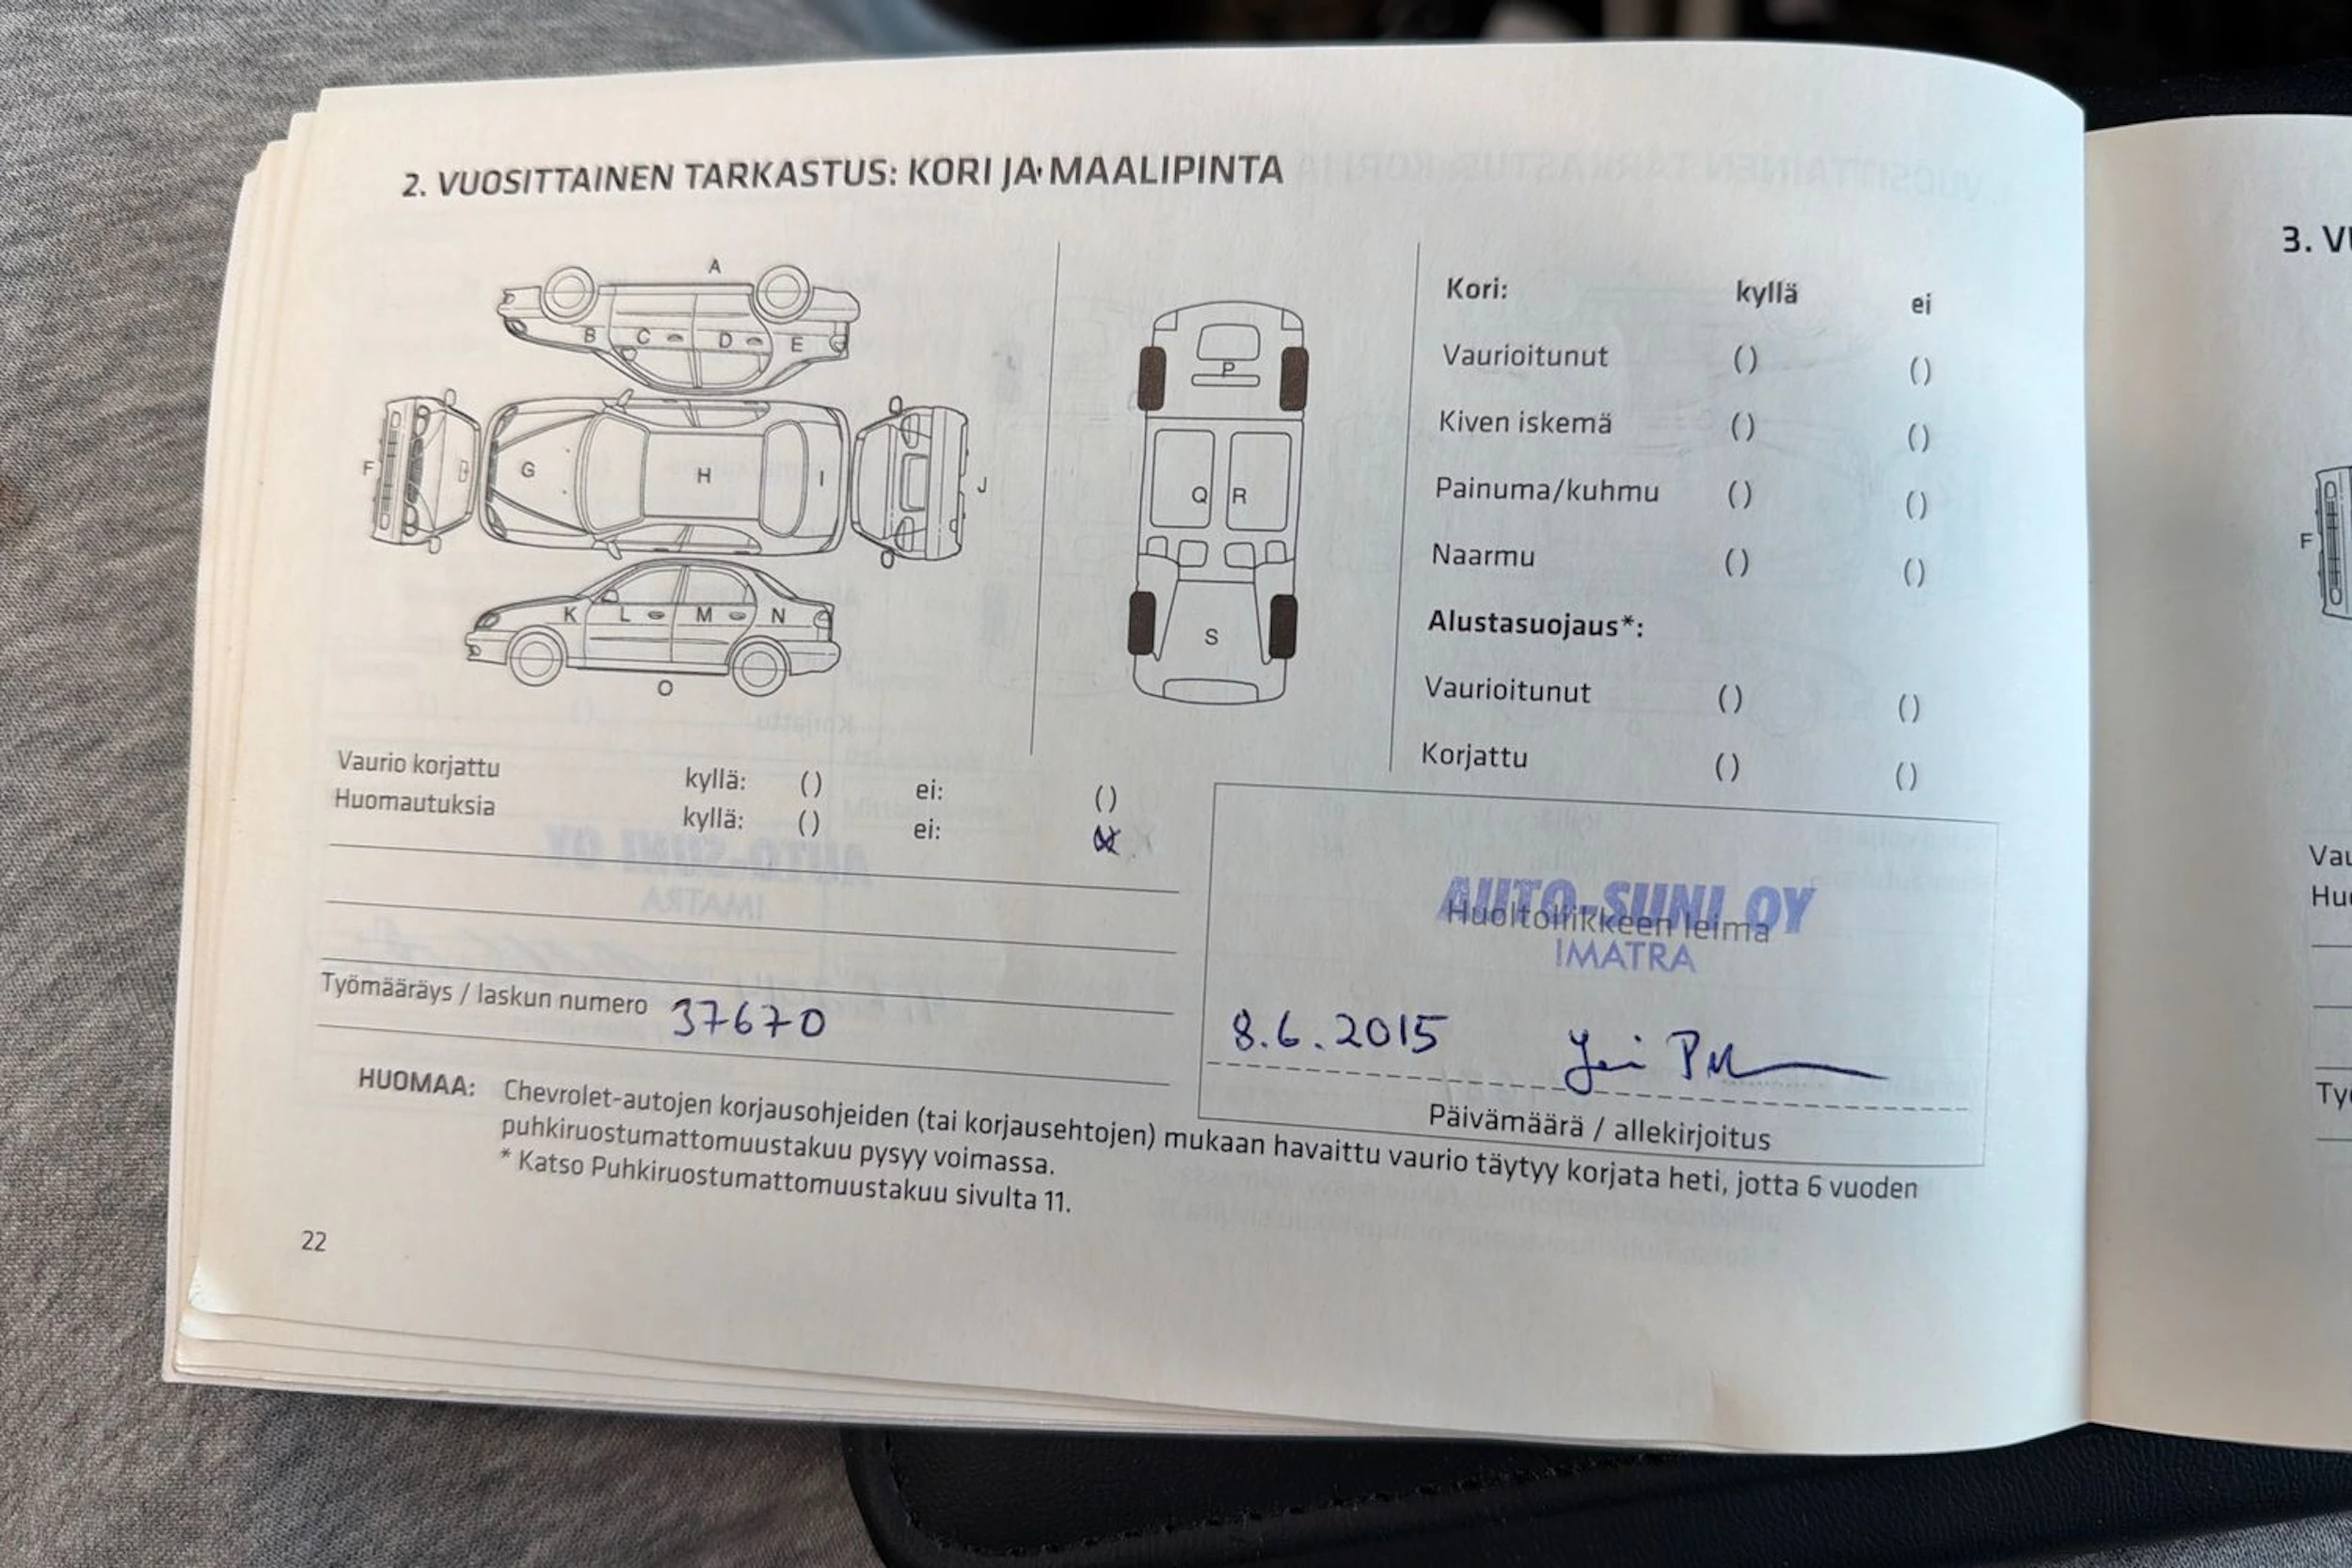 2. VUOSITTAINEN TARKASTUS: KORI JA MAALIPINTA
A
B C D E
F G H I J
K L M N
O
P
Q R
S
Kori: kyllä ei
Vaurioitunut () ()
Kiven iskemä () ()
Painuma/kuhmu () ()
Naarmu () ()
Alustasuojaus*:
Vaurioitunut () ()
Korjattu () ()
Vaurio korjattu kyllä: () ei: ()
Huomautuksia kyllä: () ei: (x)
Työmääräys / laskun numero 37670
AUTO-SUNI OY
Huoltoliikkeen leima
IMATRA
8.6.2015
Päivämäärä / allekirjoitus
HUOMAA: Chevrolet-autojen korjausohjeiden (tai korjausehtojen) mukaan havaittu vaurio täytyy korjata heti, jotta 6 vuoden
puhkiruostumattomuustakuu pysyy voimassa.
* Katso Puhkiruostumattomuustakuu sivulta 11.
22
3. V
F